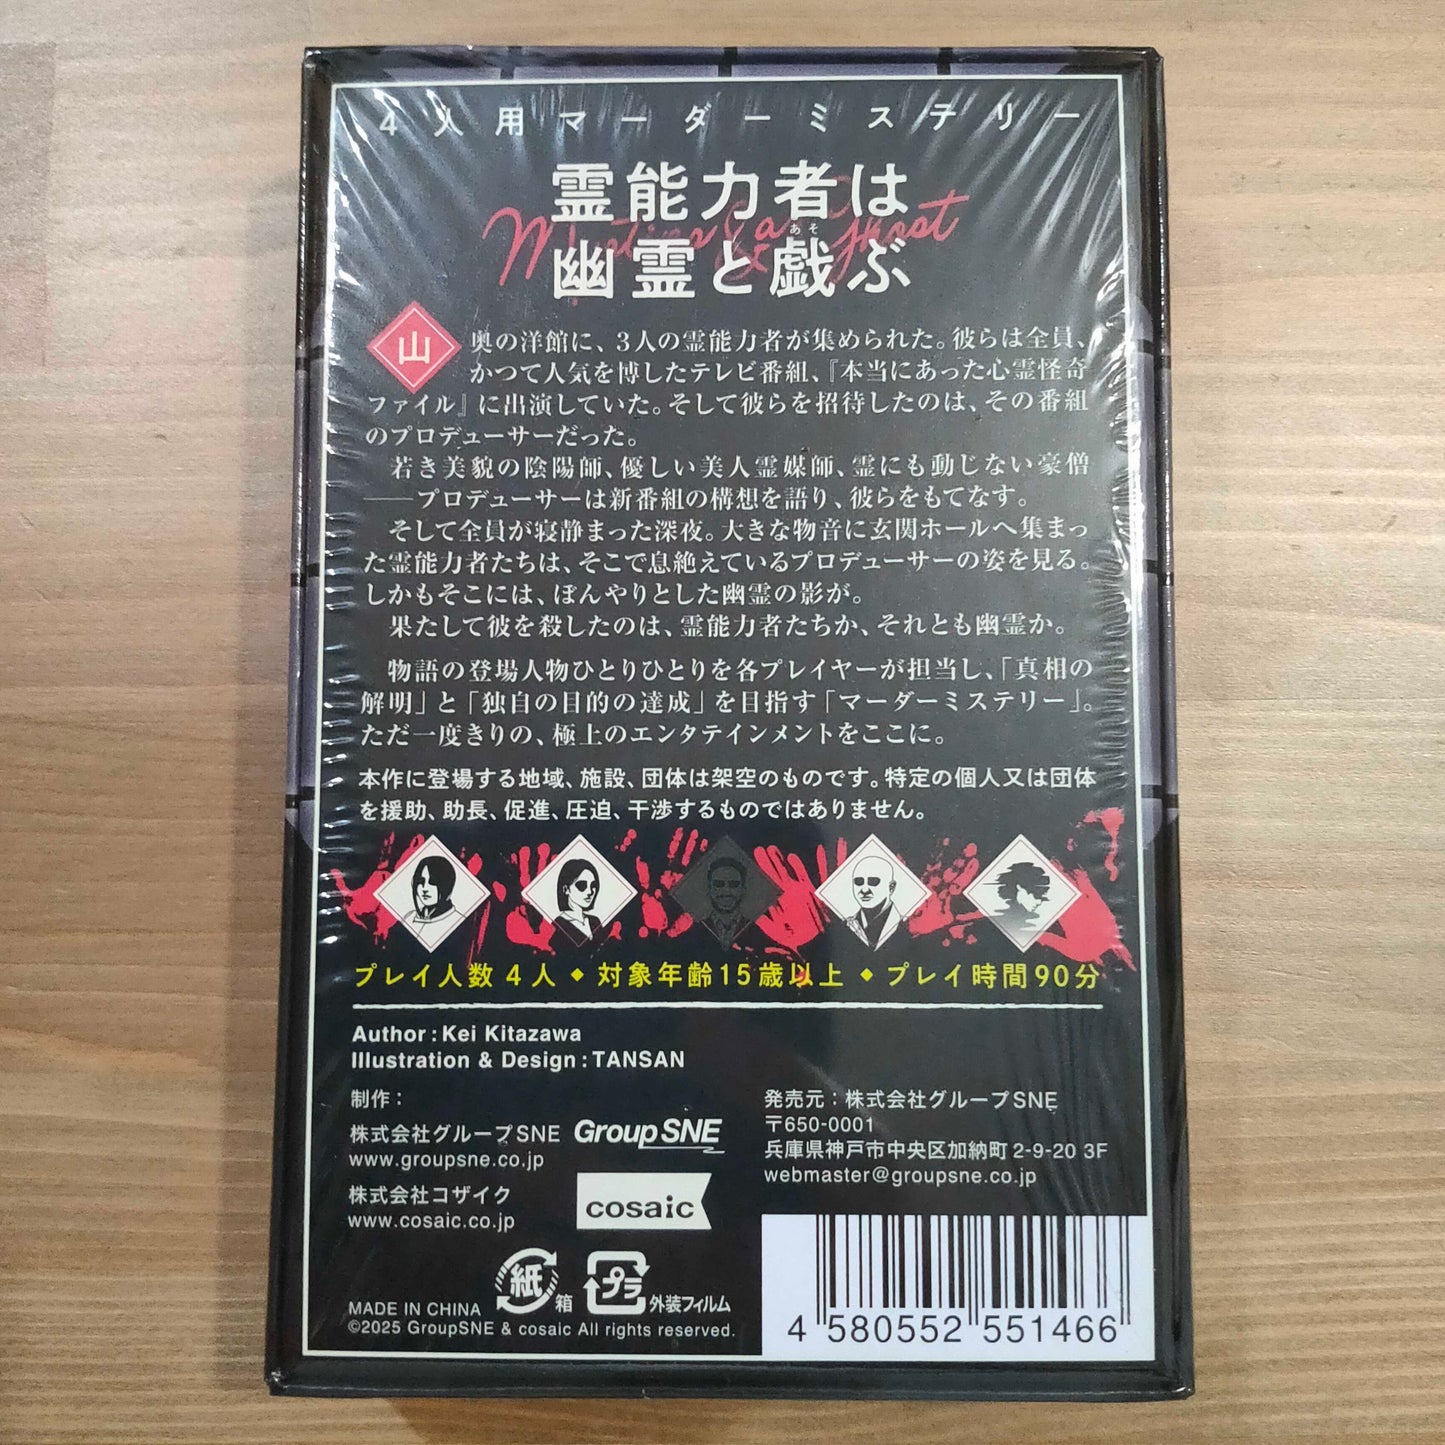 4人用マーダーミステリー
霊能力者は
Mystics & a Ghost
あそ
幽霊と戯ぶ
山奥の洋館に、3人の霊能力者が集められた。彼らは全員、
かつて人気を博したテレビ番組、『本当にあった心霊怪奇
ファイル』に出演していた。そして彼らを招待したのは、その番組
のプロデューサーだった。
若き美貌の陰陽師、優しい美人霊媒師、霊にも動じない豪僧
――プロデューサーは新番組の構想を語り、彼らをもてなす。
そして全員が寝静まった深夜。大きな物音に玄関ホールへ集まっ
た霊能力者たちは、そこで息絶えているプロデューサーの姿を見る。
しかもそこには、ぼんやりとした幽霊の影が。
果たして彼を殺したのは、霊能力者たちか、それとも幽霊か。
物語の登場人物ひとりひとりを各プレイヤーが担当し、「真相の
解明」と「独自の目的の達成」を目指す「マーダーミステリー」。
ただ一度きりの、極上のエンタテインメントをここに。
本作に登場する地域、施設、団体は架空のものです。特定の個人又は団体
を援助、助長、促進、圧迫、干渉するものではありません。
プレイ人数4人◆対象年齢15歳以上◆プレイ時間90分
Author : Kei Kitazawa
Illustration & Design : TANSAN
制作：
株式会社グループSNE GroupSNE
www.groupsne.co.jp
株式会社コザイク
www.cosaic.co.jp
cosaic
発売元：株式会社グループSNE
〒650-0001
兵庫県神戸市中央区加納町2-9-20 3F
webmaster@groupsne.co.jp
紙 箱
プラ 外装フィルム
MADE IN CHINA
©2025 GroupSNE & cosaic All rights reserved.
4 580552 551466